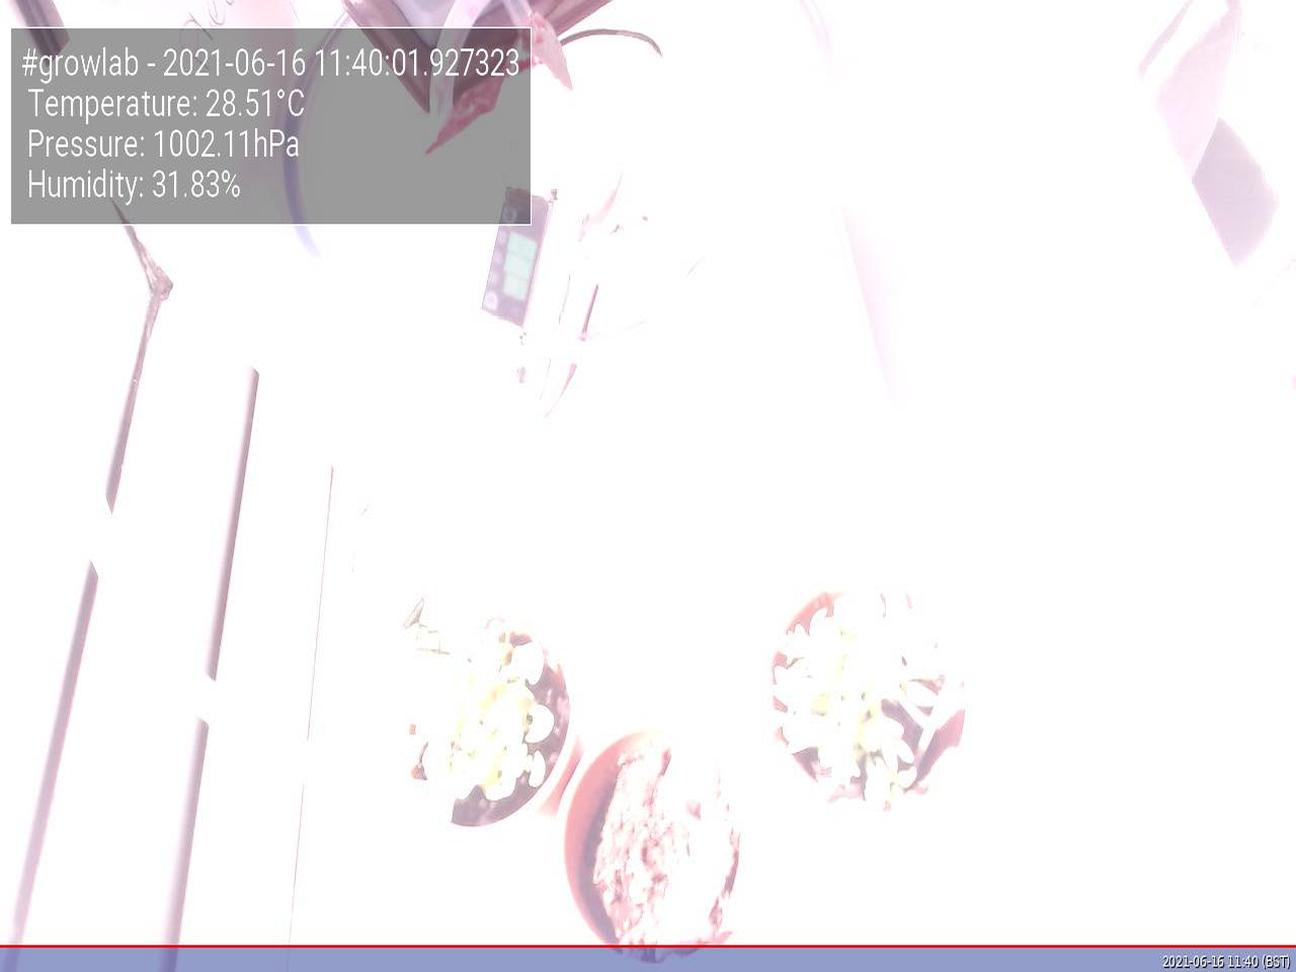 #growlab - 2021-06-16 11:40:01.927323
Temperature: 28.51°C
Pressure: 1002.11hPa
Humidity: 31.83%
2021-06-16 11:40 (BST)